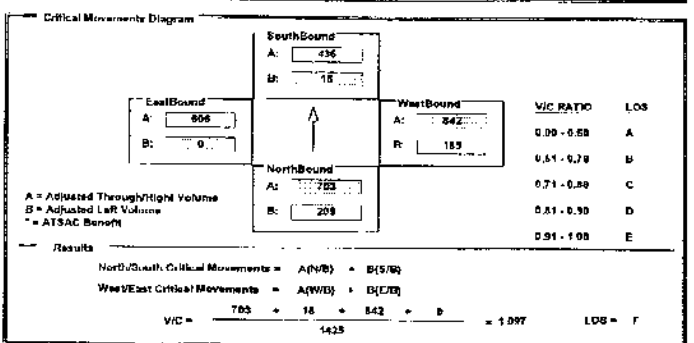 Critical Movements Diagram
SouthBound
A: 436
B: 18
EastBound
A: 606
B: 0
WestBound
A: 842
B: 185
NorthBound
A: 703
B: 209
V/C RATIO LOS
0.00 - 0.60 A
0.61 - 0.70 B
0.71 - 0.80 C
0.81 - 0.90 D
0.91 - 1.00 E
A = Adjusted Through/Right Volume
B = Adjusted Left Volume
* = ATSAC Benefit
Results
North/South Critical Movements = A(N/B) + B(S/B)
West/East Critical Movements = A(W/B) + B(E/B)
V/C = 703 + 18 + 842 + 0 = 1.097 LOS = F
1425